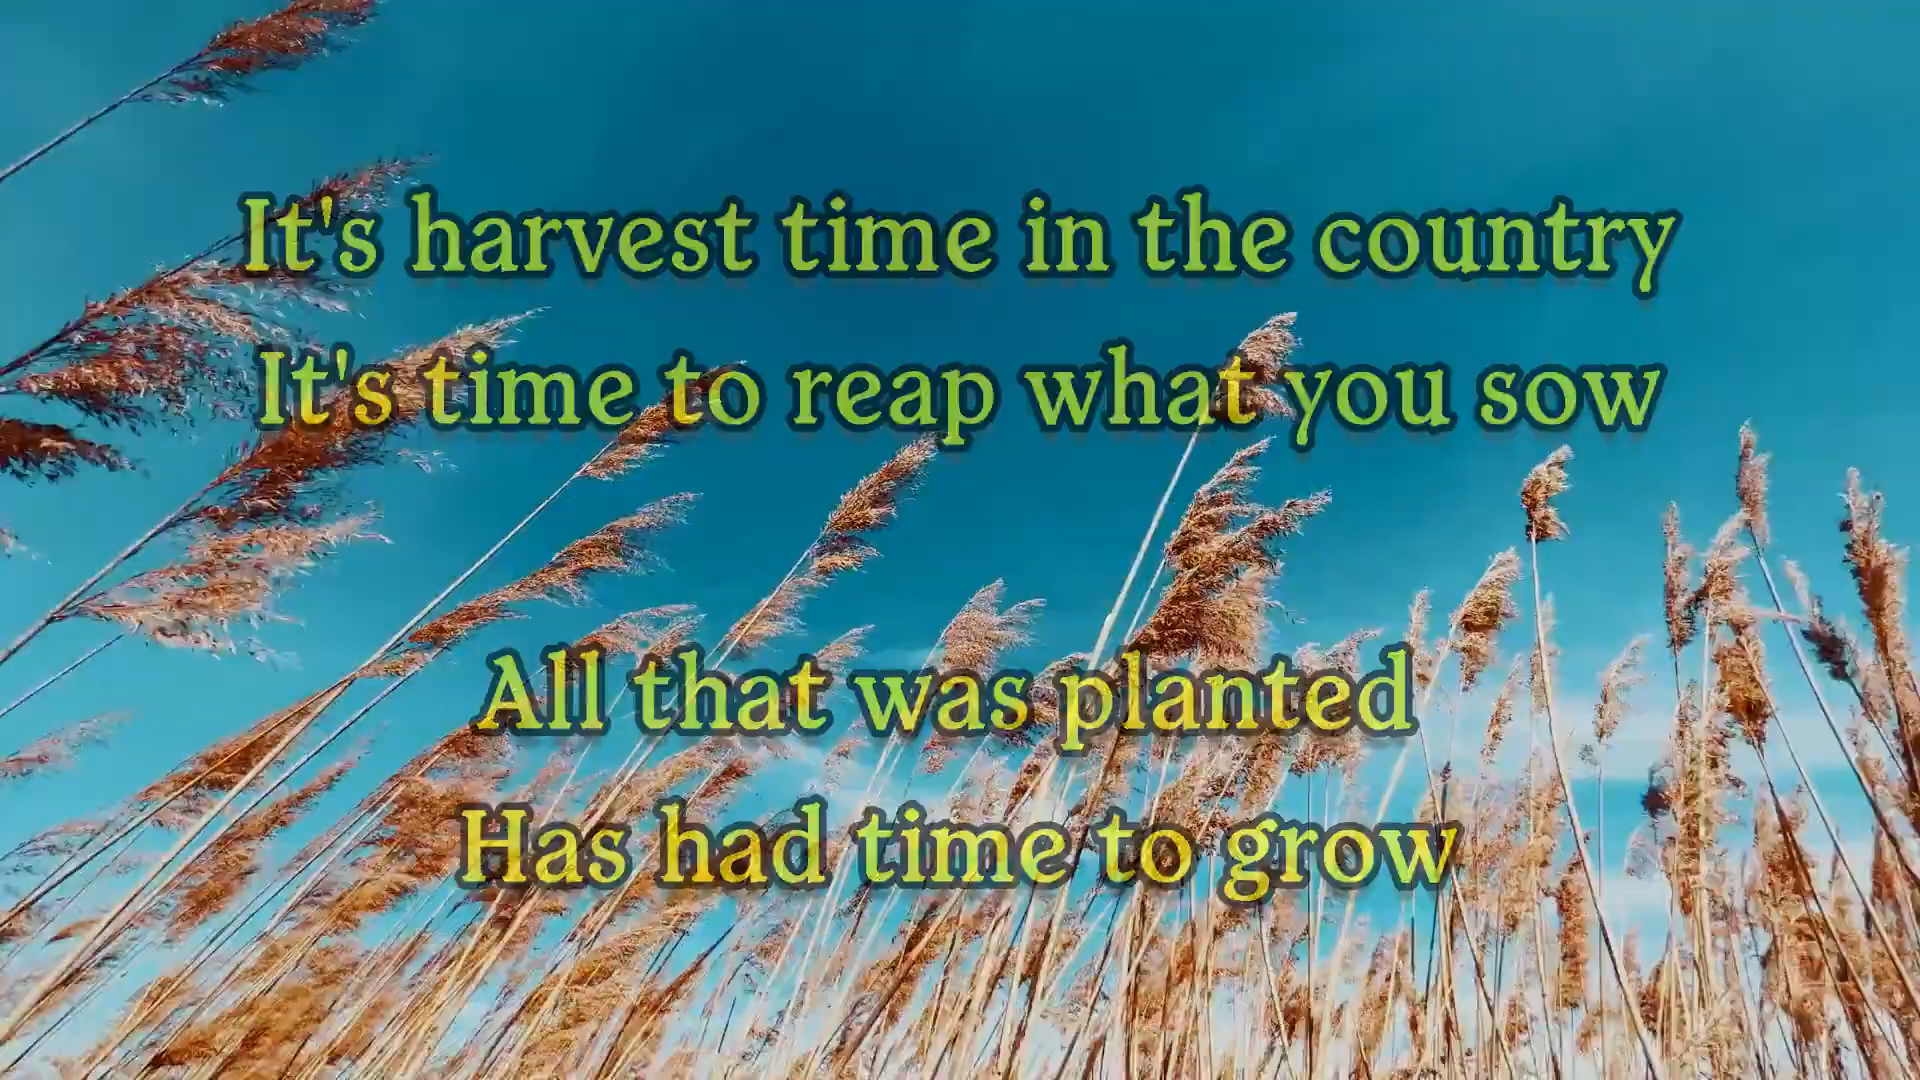 It's harvest time in the country
It's time to reap what you sow
All that was planted
Has had time to grow